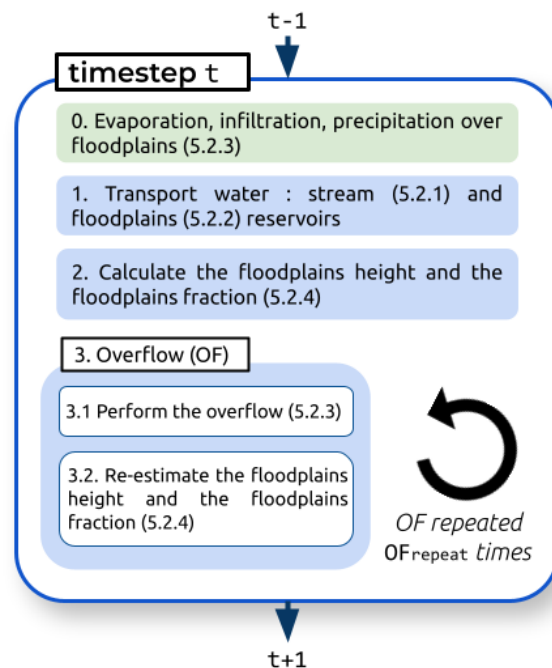 t-1
timestep t
0. Evaporation, infiltration, precipitation over
floodplains (5.2.3)
1. Transport water : stream (5.2.1) and
floodplains (5.2.2) reservoirs
2. Calculate the floodplains height and the
floodplains fraction (5.2.4)
3. Overflow (OF)
3.1 Perform the overflow (5.2.3)
3.2. Re-estimate the floodplains
height and the floodplains
fraction (5.2.4)
OF repeated
OFrepeat times
t+1